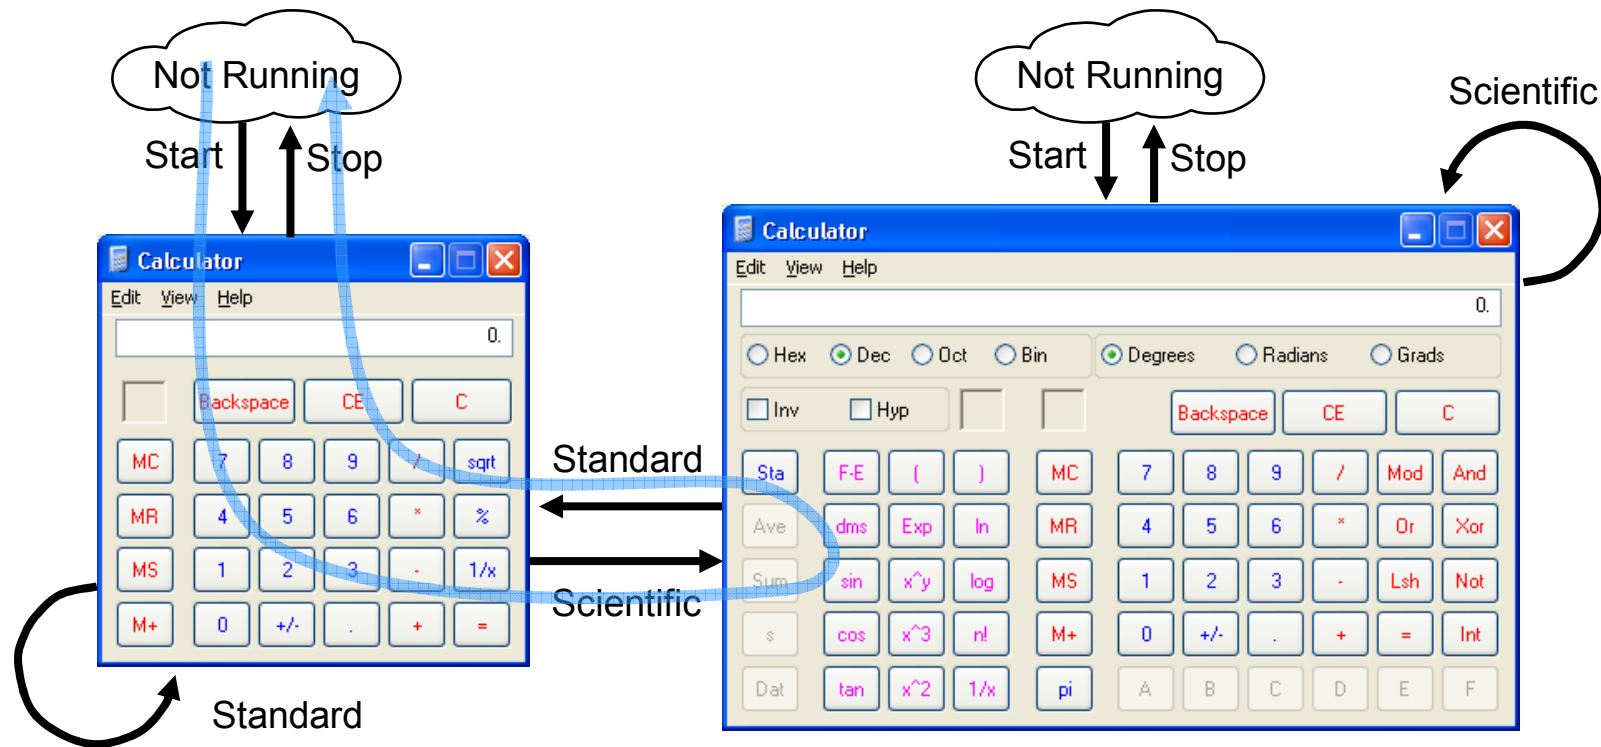 Not Running
Not Running
Scientific
Start
Stop
Start
Stop
Calculator
Edit View Help
0.
Backspace CE C
MC 7 8 9 / sqrt
MR 4 5 6 * %
MS 1 2 3 - 1/x
M+ 0 +/- . + =
Standard
Standard
Scientific
Calculator
Edit View Help
0.
Hex Dec Oct Bin Degrees Radians Grads
Inv Hyp Backspace CE C
Sta F-E ( ) MC 7 8 9 / Mod And
Ave dms Exp ln MR 4 5 6 * Or Xor
Sum sin x^y log MS 1 2 3 - Lsh Not
s cos x^3 n! M+ 0 +/- . + = Int
Dat tan x^2 1/x pi A B C D E F